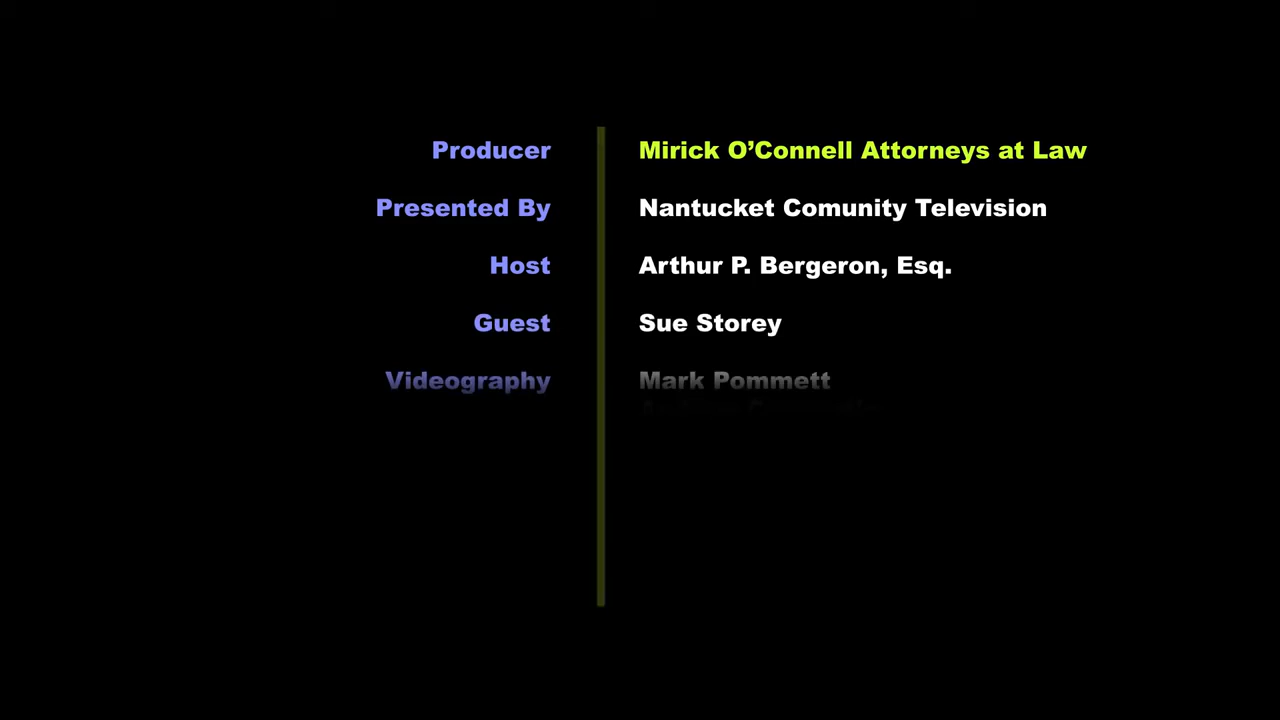 Producer Mirick O’Connell Attorneys at Law
Presented By Nantucket Comunity Television
Host Arthur P. Bergeron, Esq.
Guest Sue Storey
Videography Mark Pommett